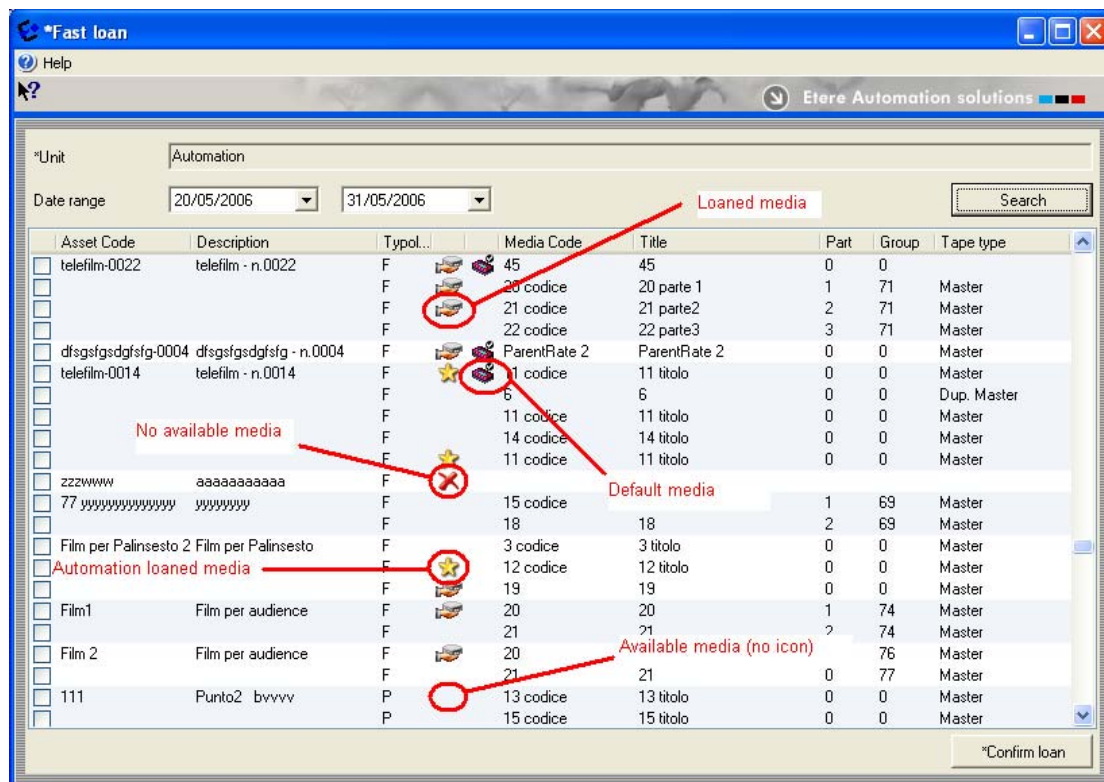 *Fast loan
Help
Etere Automation solutions
*Unit Automation
Date range 20/05/2006 31/05/2006 Search
Loaned media
Asset Code Description Typol... Media Code Title Part Group Tape type
telefilm-0022 telefilm - n.0022 F 45 45 0 0
F 20 codice 20 parte 1 1 71 Master
F 21 codice 21 parte2 2 71 Master
F 22 codice 22 parte3 3 71 Master
dfsgsfgsdgfsfg-0004 dfsgsfgsdgfsfg - n.0004 F ParentRate 2 ParentRate 2 0 0 Master
telefilm-0014 telefilm - n.0014 F 11 codice 11 titolo 0 0 Master
F 6 6 0 0 Dup. Master
F 11 codice 11 titolo 0 0 Master
No available media
F 14 codice 14 titolo 0 0 Master
F 11 codice 11 titolo 0 0 Master
zzzwww aaaaaaaaaaa F
Default media
77 yyyyyyyyyyyyy yyyyyyyy F 15 codice 1 69 Master
F 18 18 2 69 Master
Film per Palinsesto 2 Film per Palinsesto F 3 codice 3 titolo 0 0 Master
Automation loaned media F 12 codice 12 titolo 0 0 Master
F 19 19 0 0 Master
Film1 Film per audience F 20 20 1 74 Master
F 21 21 74 Master
Available media (no icon)
Film 2 Film per audience F 20 76 Master
F 21 21 0 77 Master
111 Punto2 bvvvv P 13 codice 13 titolo 0 0 Master
P 15 codice 15 titolo 0 0 Master
*Confirm loan